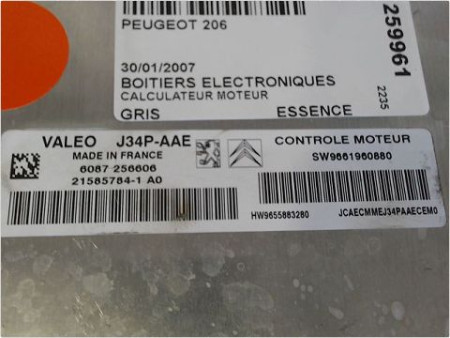 PEUGEOT 206
30/01/2007
BOITIERS ELECTRONIQUES
CALCULATEUR MOTEUR
GRIS ESSENCE
259961
2235
VALEO J34P-AAE
MADE IN FRANCE
6087 256606
21585784-1 A0
CONTROLE MOTEUR
SW9661960880
HW9655883280
JCAECMMEJ34PAAECEM0